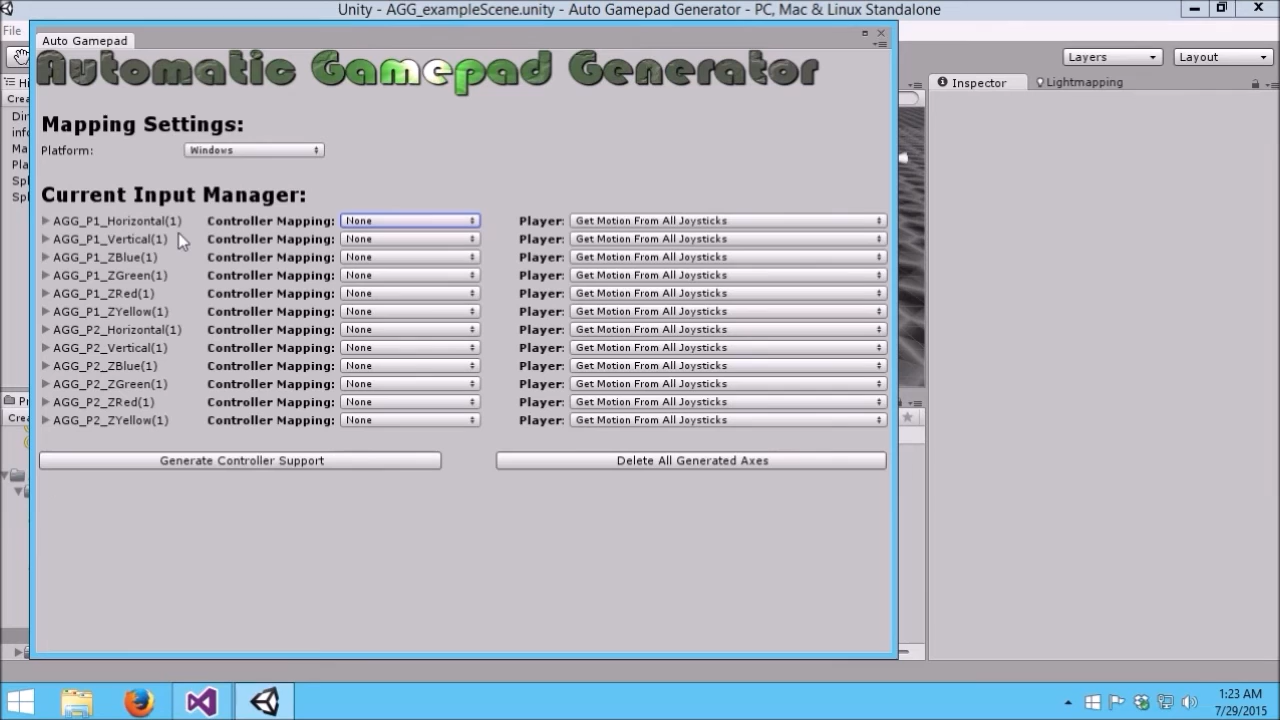 Unity - AGG_exampleScene.unity - Auto Gamepad Generator - PC, Mac & Linux Standalone
File
Auto Gamepad
Automatic Gamepad Generator
Layers
Layout
Inspector
Lightmapping
Mapping Settings:
Platform: Windows
Current Input Manager:
AGG_P1_Horizontal(1) Controller Mapping: None Player: Get Motion From All Joysticks
AGG_P1_Vertical(1) Controller Mapping: None Player: Get Motion From All Joysticks
AGG_P1_ZBlue(1) Controller Mapping: None Player: Get Motion From All Joysticks
AGG_P1_ZGreen(1) Controller Mapping: None Player: Get Motion From All Joysticks
AGG_P1_ZRed(1) Controller Mapping: None Player: Get Motion From All Joysticks
AGG_P1_ZYellow(1) Controller Mapping: None Player: Get Motion From All Joysticks
AGG_P2_Horizontal(1) Controller Mapping: None Player: Get Motion From All Joysticks
AGG_P2_Vertical(1) Controller Mapping: None Player: Get Motion From All Joysticks
AGG_P2_ZBlue(1) Controller Mapping: None Player: Get Motion From All Joysticks
AGG_P2_ZGreen(1) Controller Mapping: None Player: Get Motion From All Joysticks
AGG_P2_ZRed(1) Controller Mapping: None Player: Get Motion From All Joysticks
AGG_P2_ZYellow(1) Controller Mapping: None Player: Get Motion From All Joysticks
Generate Controller Support Delete All Generated Axes
1:23 AM
7/29/2015